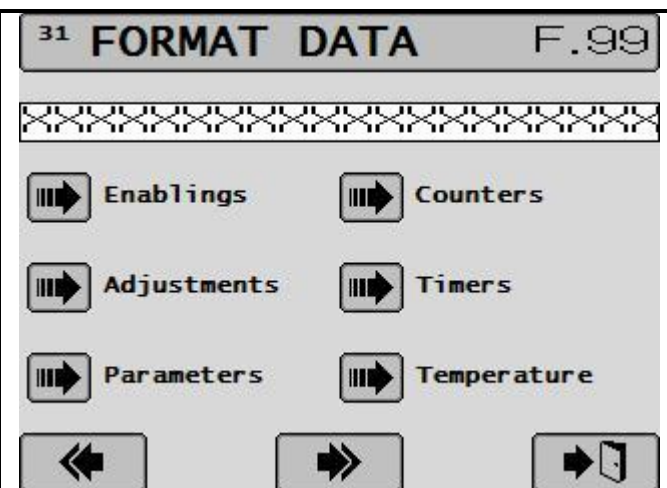 31 FORMAT DATA F.99
Enablings Counters
Adjustments Timers
Parameters Temperature